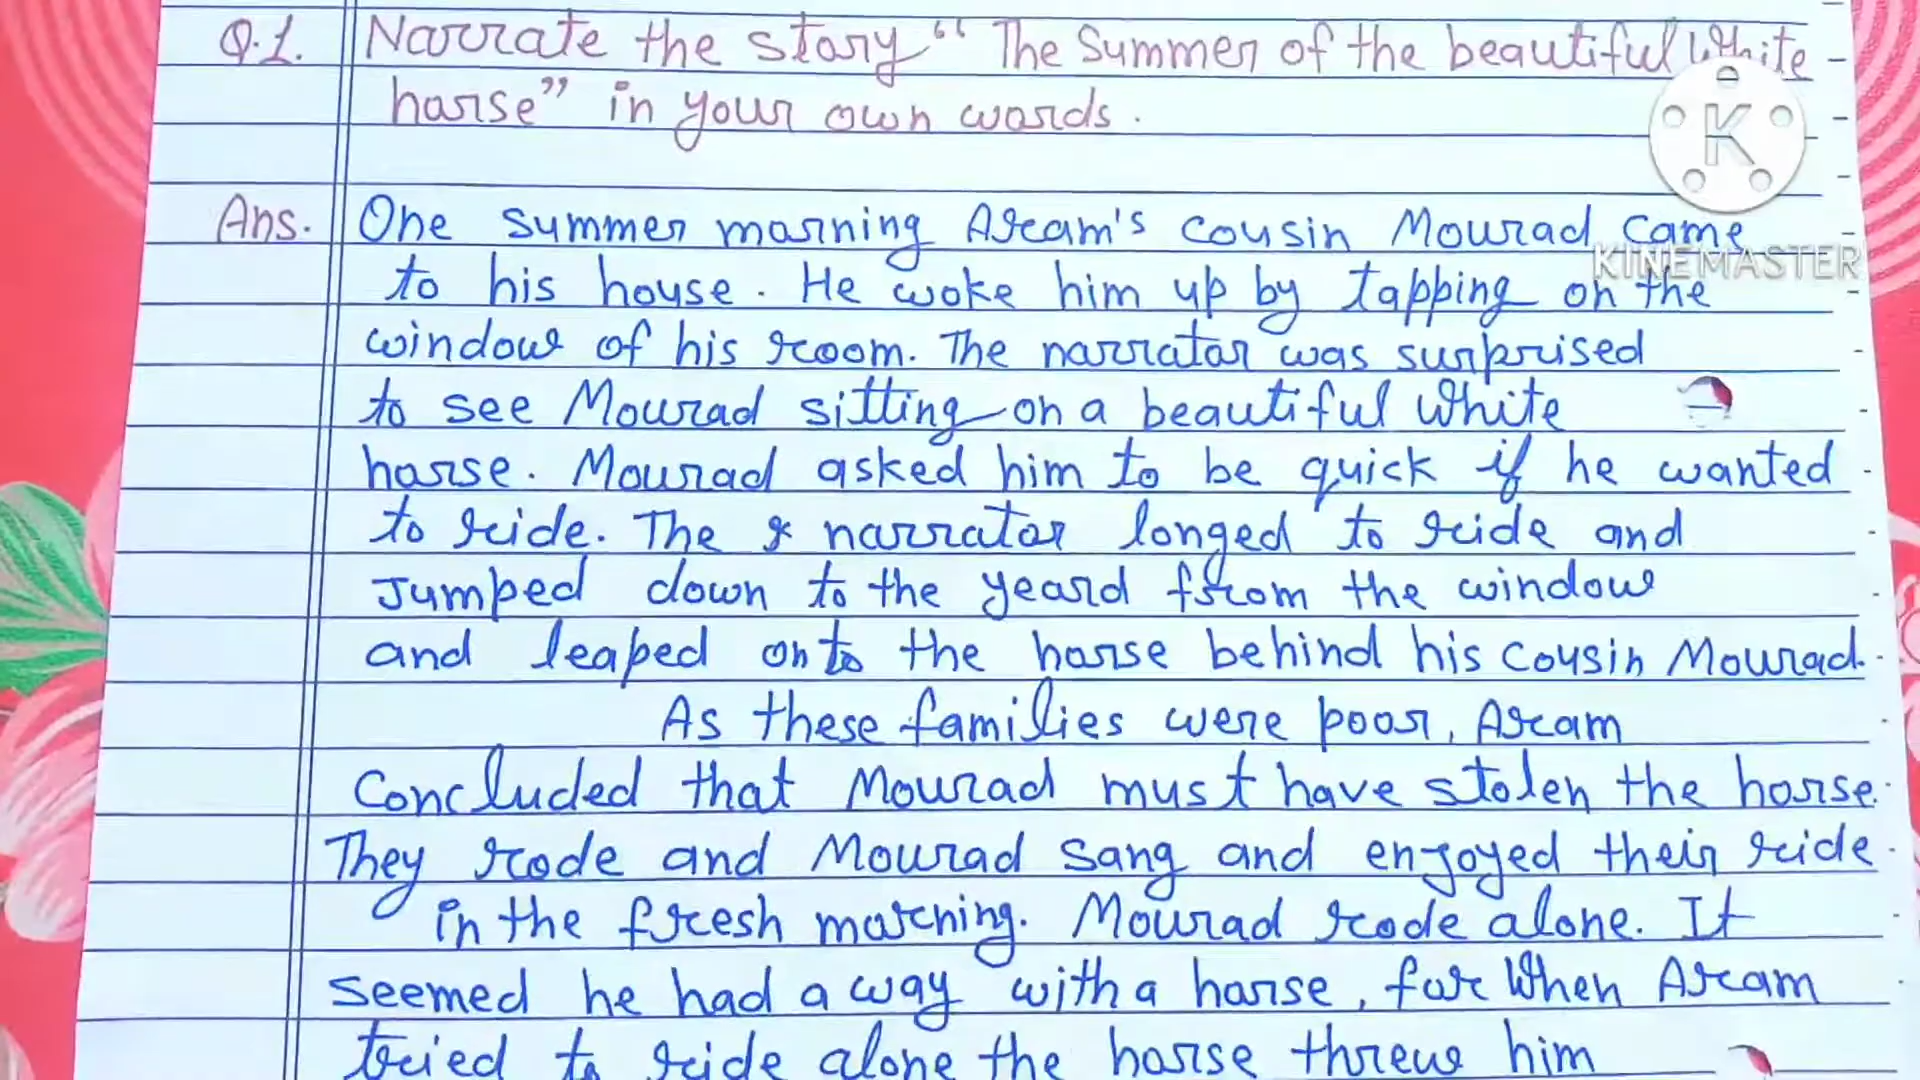 Q.1. Narrate the story “ The Summer of the beautiful White
horse” in your own words.
Ans. One summer morning Aram's cousin Mourad came
to his house. He woke him up by tapping on the
window of his room. The narrator was surprised
to see Mourad sitting on a beautiful White
horse. Mourad asked him to be quick if he wanted
to ride. The narrator longed to ride and
Jumped down to the yeard from the window
and leaped onto the horse behind his cousin Mourad.
As these families were poor, Aram
Concluded that Mourad must have stolen the horse.
They rode and Mourad sang and enjoyed their ride
in the fresh morning. Mourad rode alone. It
seemed he had a way with a horse, for When Aram
tried to ride alone the horse threw him
K
KINEMASTER